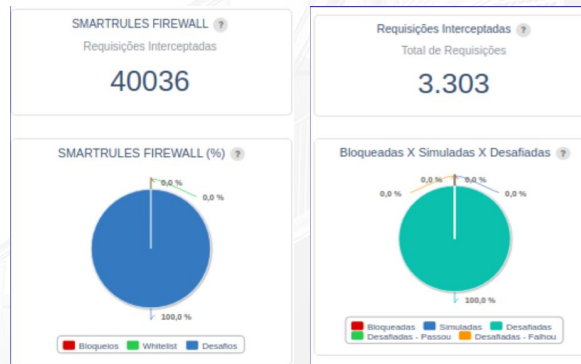 SMARTRULES FIREWALL ?
Requisições Interceptadas
40036
SMARTRULES FIREWALL (%) ?
0,0 %
0,0 %
100,0 %
Bloqueios Whitelist Desafios
Requisições Interceptadas ?
Total de Requisições
3.303
Bloqueadas X Simuladas X Desafiadas ?
0,0 % 0,0 %
0,0 % 0,0 %
100,0 %
Bloqueadas Simuladas Desafiadas
Desafiadas - Passou Desafiadas - Falhou